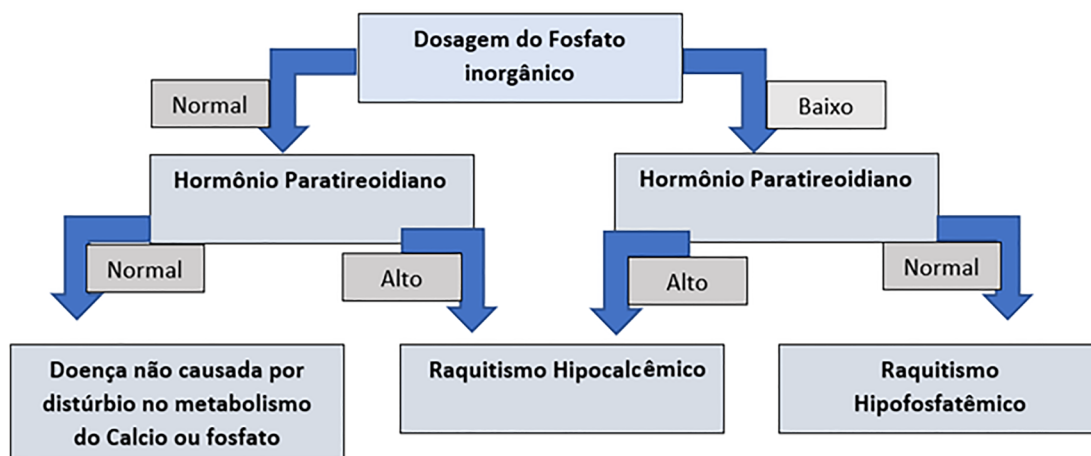 Dosagem do Fosfato
inorgânico
Normal
Baixo
Hormônio Paratireoidiano
Hormônio Paratireoidiano
Normal
Alto
Alto
Normal
Doença não causada por
distúrbio no metabolismo
do Calcio ou fosfato
Raquitismo Hipocalcêmico
Raquitismo
Hipofosfatêmico